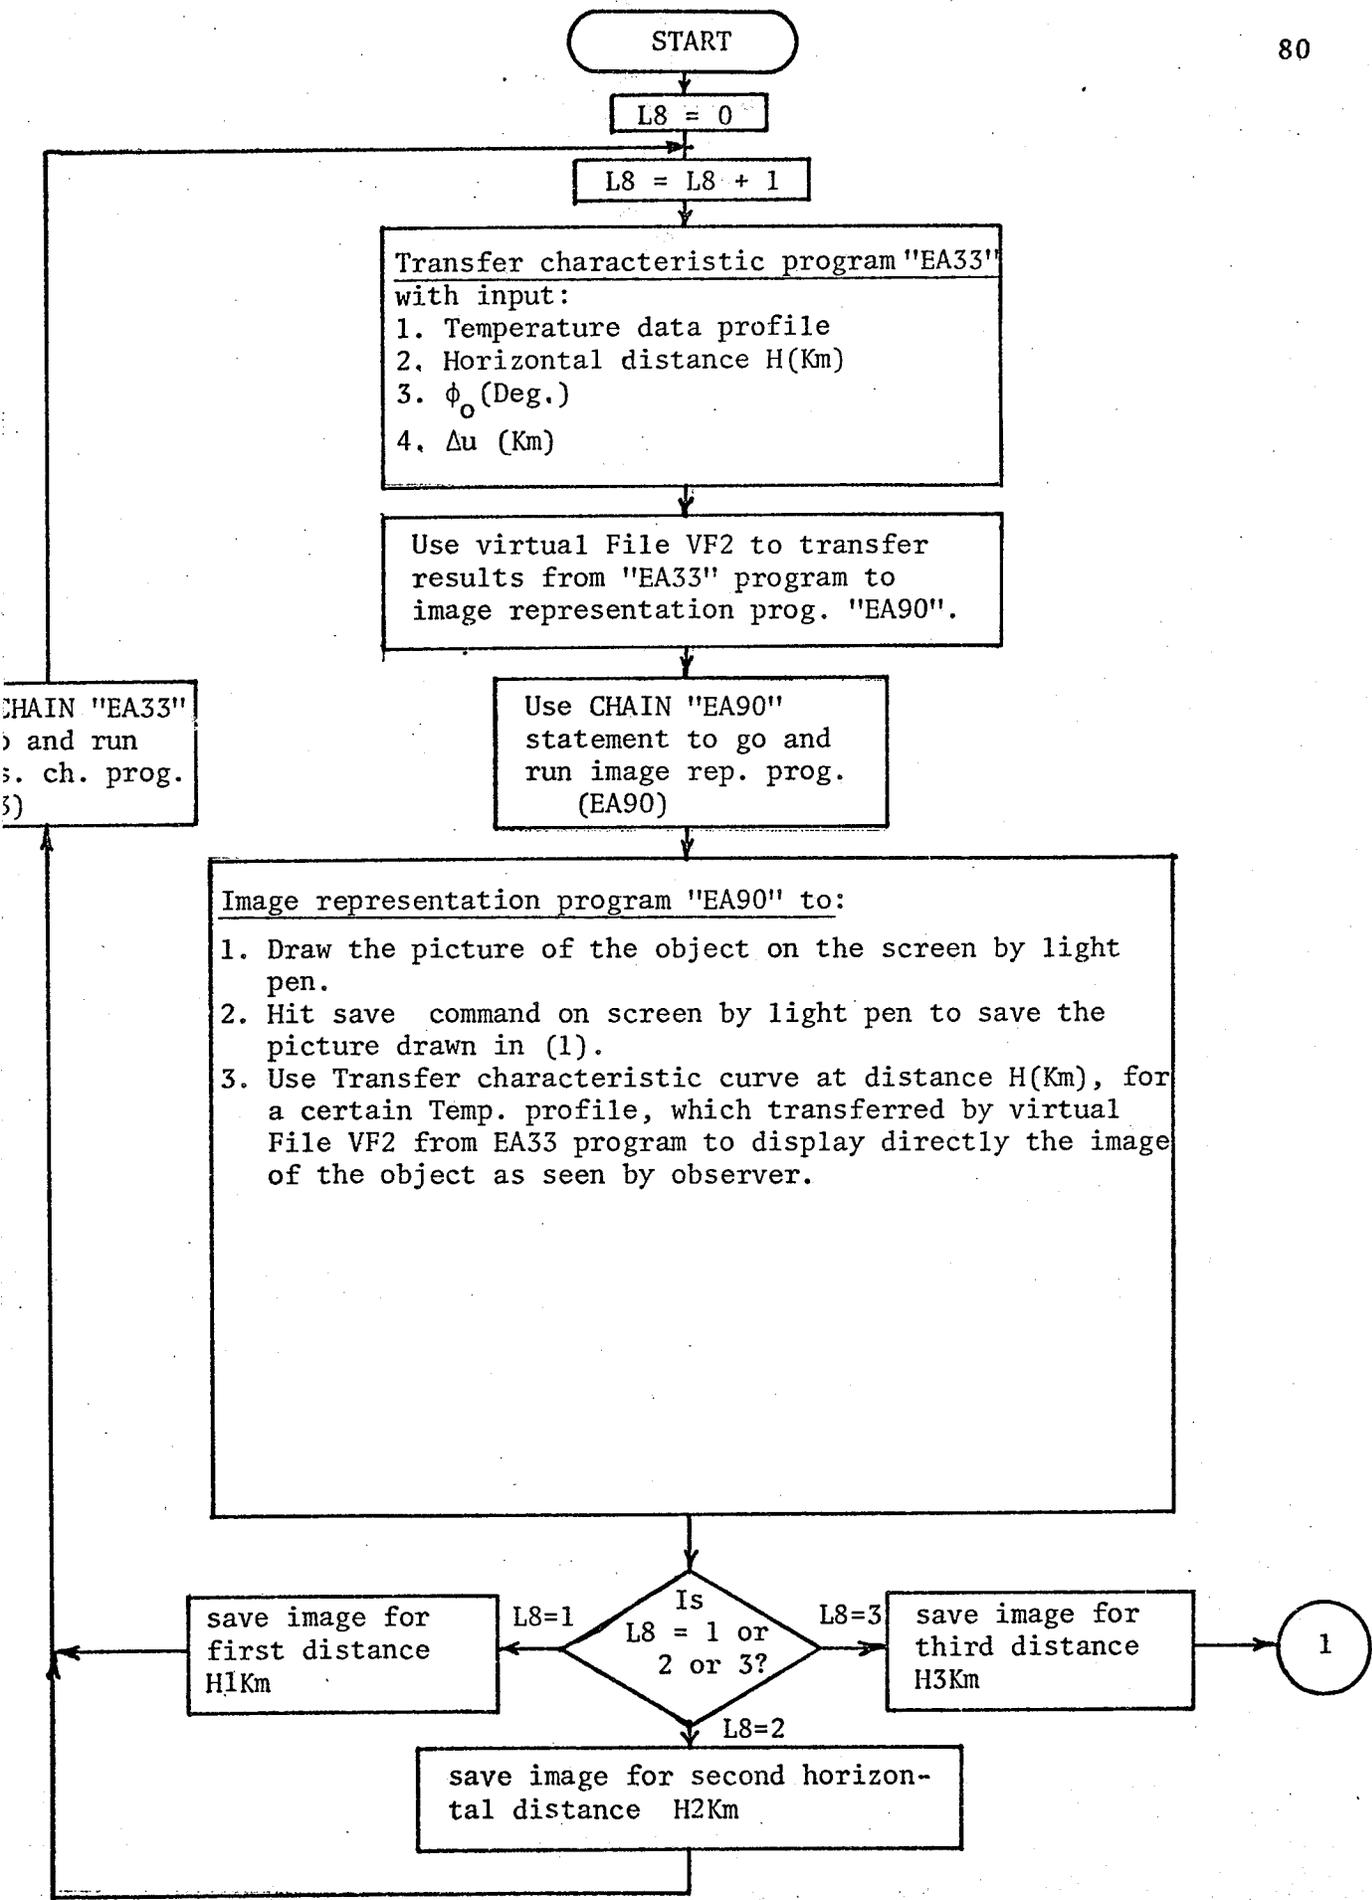 80
START
L8 = 0
L8 = L8 + 1
Transfer characteristic program "EA33"
with input:
1. Temperature data profile
2. Horizontal distance H(Km)
3. ϕo (Deg.)
4. Δu (Km)
Use virtual File VF2 to transfer
results from "EA33" program to
image representation prog. "EA90".
CHAIN "EA33"
and run
s. ch. prog.
3)
Use CHAIN "EA90"
statement to go and
run image rep. prog.
(EA90)
Image representation program "EA90" to:
1. Draw the picture of the object on the screen by light
pen.
2. Hit save command on screen by light pen to save the
picture drawn in (1).
3. Use Transfer characteristic curve at distance H(Km), for
a certain Temp. profile, which transferred by virtual
File VF2 from EA33 program to display directly the image
of the object as seen by observer.
Is
L8 = 1 or
2 or 3?
L8=1
save image for
first distance
H1Km
L8=3
save image for
third distance
H3Km
1
L8=2
save image for second horizon-
tal distance H2Km